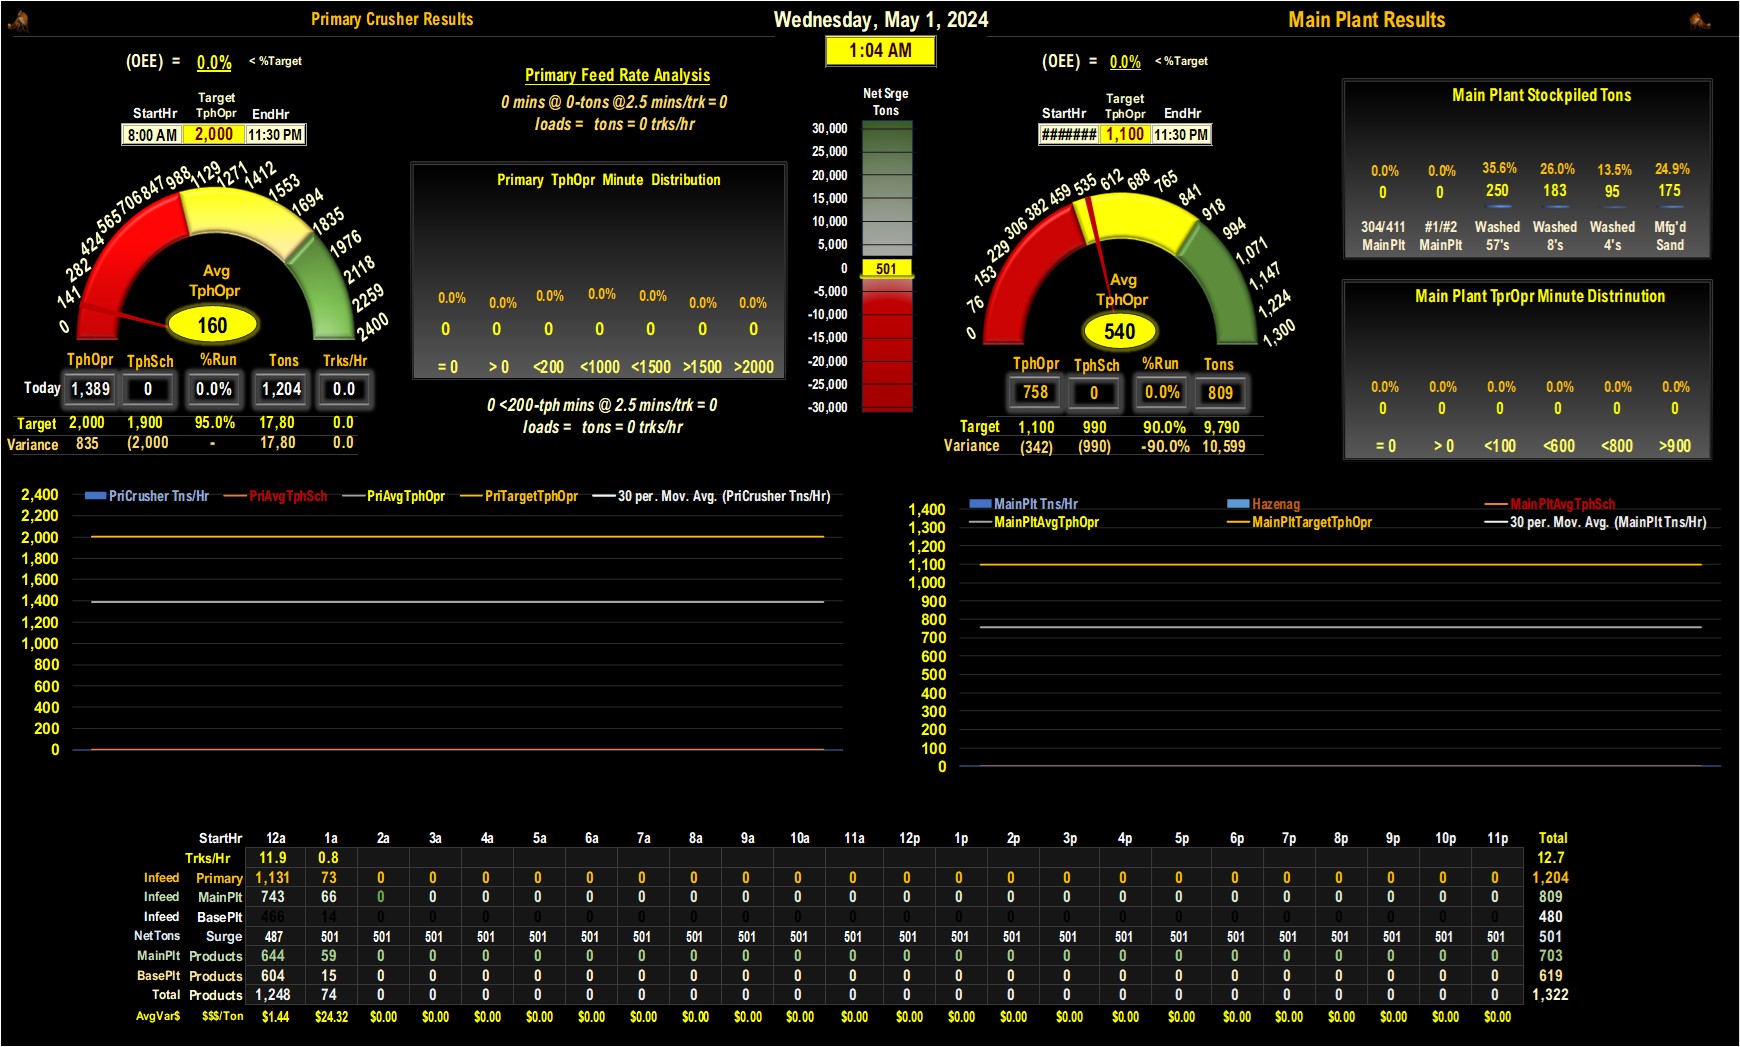 Primary Crusher Results
Wednesday, May 1, 2024
Main Plant Results
1:04 AM
(OEE) = 0.0% < %Target
StartHr Target TphOpr EndHr
8:00 AM 2,000 11:30 PM
0 141 282 424 565 706 847 988 1129 1271 1412 1553 1694 1835 1976 2118 2259 2400
Avg
TphOpr
160
TphOpr TphSch %Run Tons Trks/Hr
Today 1,389 0 0.0% 1,204 0.0
Target 2,000 1,900 95.0% 17,80 0.0
Variance 835 (2,000 - 17,80 0.0
Primary Feed Rate Analysis
0 mins @ 0-tons @2.5 mins/trk = 0
loads = tons = 0 trks/hr
Primary TphOpr Minute Distribution
0.0% 0.0% 0.0% 0.0% 0.0% 0.0% 0.0%
0 0 0 0 0 0 0
= 0 > 0 <200 <1000 <1500 >1500 >2000
0 <200-tph mins @ 2.5 mins/trk = 0
loads = tons = 0 trks/hr
Net Srge
Tons
30,000
25,000
20,000
15,000
10,000
5,000
0 501
-5,000
-10,000
-15,000
-20,000
-25,000
-30,000
(OEE) = 0.0% < %Target
StartHr Target TphOpr EndHr
####### 1,100 11:30 PM
0 76 153 229 306 382 459 535 612 688 765 841 918 994 1,071 1,147 1,224 1,300
Avg
TphOpr
540
TphOpr TphSch %Run Tons
758 0 0.0% 809
Target 1,100 990 90.0% 9,790
Variance (342) (990) -90.0% 10,599
Main Plant Stockpiled Tons
0.0% 0.0% 35.6% 26.0% 13.5% 24.9%
0 0 250 183 95 175
304/411 #1/#2 Washed Washed Washed Mfg'd
MainPlt MainPlt 57's 8's 4's Sand
Main Plant TprOpr Minute Distrinution
0.0% 0.0% 0.0% 0.0% 0.0% 0.0%
0 0 0 0 0 0
= 0 > 0 <100 <600 <800 >900
PriCrusher Tns/Hr PriAvgTphSch PriAvgTphOpr PriTargetTphOpr 30 per. Mov. Avg. (PriCrusher Tns/Hr)
2,400
2,200
2,000
1,800
1,600
1,400
1,200
1,000
800
600
400
200
0
MainPlt Tns/Hr Hazenag MainPltAvgTphSch
MainPltAvgTphOpr MainPltTargetTphOpr 30 per. Mov. Avg. (MainPlt Tns/Hr)
1,400
1,300
1,200
1,100
1,000
900
800
700
600
500
400
300
200
100
0
StartHr 12a 1a 2a 3a 4a 5a 6a 7a 8a 9a 10a 11a 12p 1p 2p 3p 4p 5p 6p 7p 8p 9p 10p 11p Total
Trks/Hr 11.9 0.8 12.7
Infeed Primary 1,131 73 0 0 0 0 0 0 0 0 0 0 0 0 0 0 0 0 0 0 0 0 0 0 1,204
Infeed MainPlt 743 66 0 0 0 0 0 0 0 0 0 0 0 0 0 0 0 0 0 0 0 0 0 0 809
Infeed BasePlt 466 14 0 0 0 0 0 0 0 0 0 0 0 0 0 0 0 0 0 0 0 0 0 0 480
NetTons Surge 487 501 501 501 501 501 501 501 501 501 501 501 501 501 501 501 501 501 501 501 501 501 501 501 501
MainPlt Products 644 59 0 0 0 0 0 0 0 0 0 0 0 0 0 0 0 0 0 0 0 0 0 0 703
BasePlt Products 604 15 0 0 0 0 0 0 0 0 0 0 0 0 0 0 0 0 0 0 0 0 0 0 619
Total Products 1,248 74 0 0 0 0 0 0 0 0 0 0 0 0 0 0 0 0 0 0 0 0 0 0 1,322
AvgVar$ $$$/Ton $1.44 $24.32 $0.00 $0.00 $0.00 $0.00 $0.00 $0.00 $0.00 $0.00 $0.00 $0.00 $0.00 $0.00 $0.00 $0.00 $0.00 $0.00 $0.00 $0.00 $0.00 $0.00 $0.00 $0.00